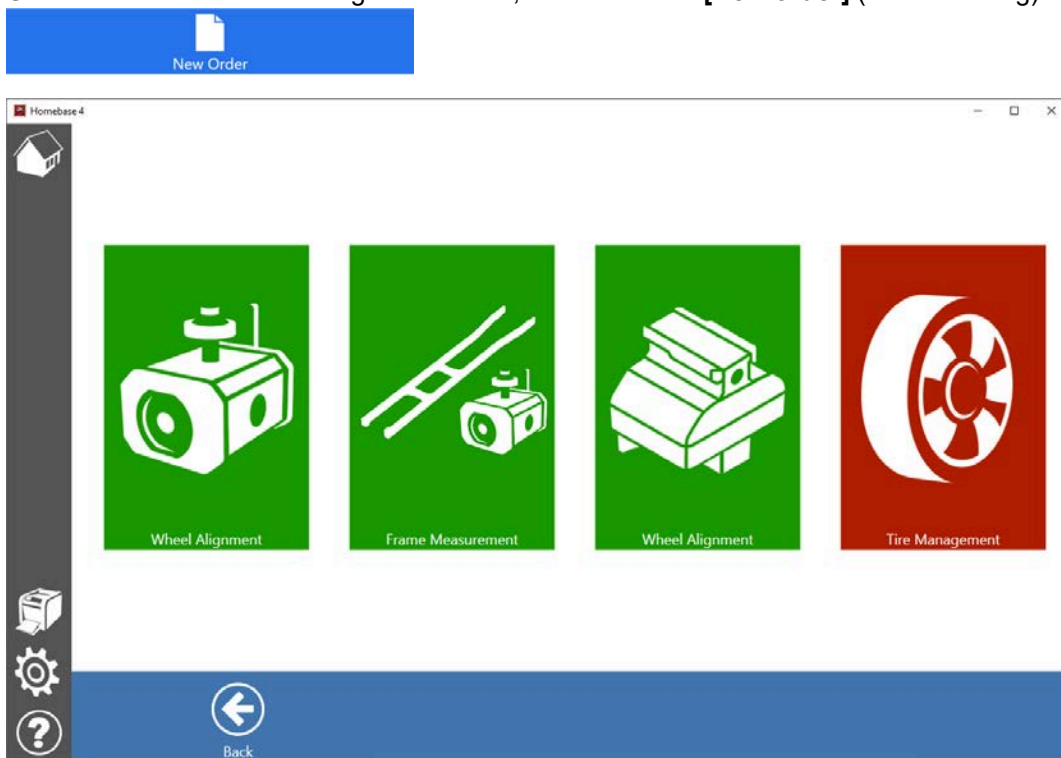 New Order
Homebase 4
Wheel Alignment
Frame Measurement
Wheel Alignment
Tire Management
Back